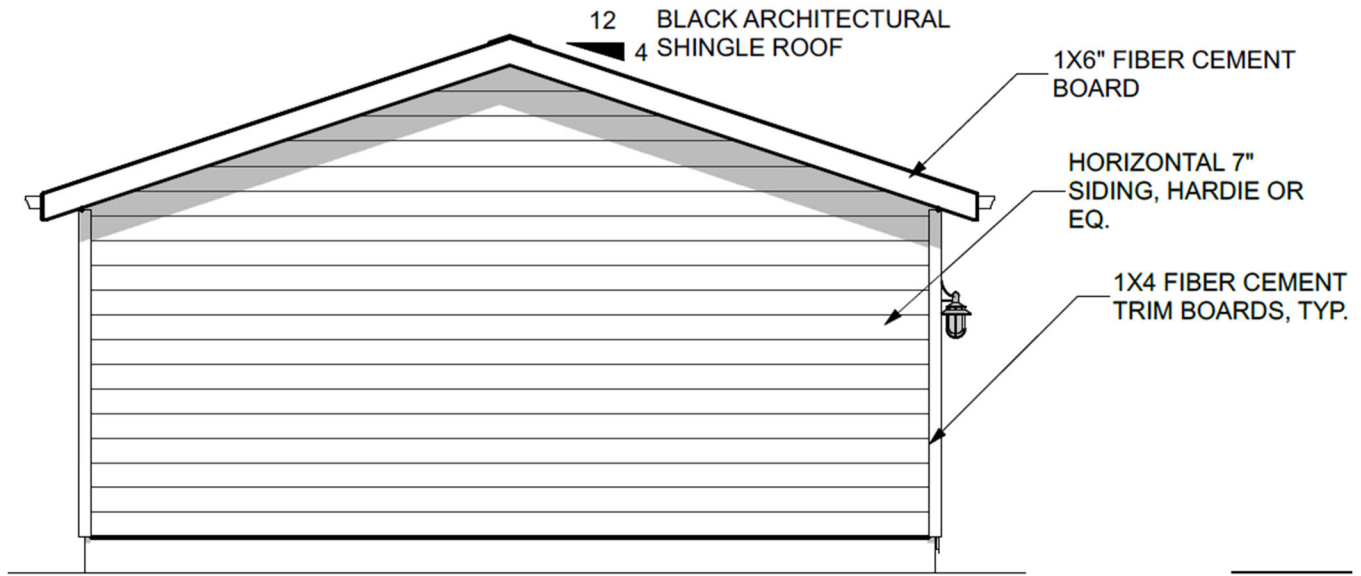 12
4
BLACK ARCHITECTURAL
SHINGLE ROOF
1X6" FIBER CEMENT
BOARD
HORIZONTAL 7"
SIDING, HARDIE OR
EQ.
1X4 FIBER CEMENT
TRIM BOARDS, TYP.